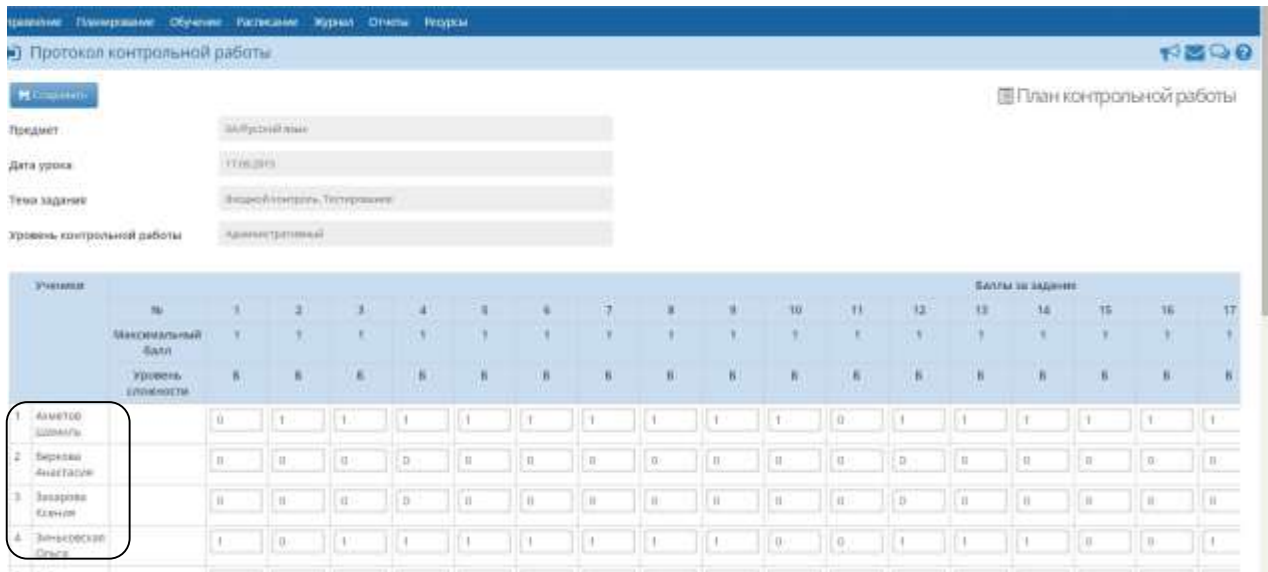 Планирование Обучение Расписание Журнал Отчеты Ресурсы
Протокол контрольной работы
Сохранить
План контрольной работы
Предмет
3А/Русский язык
Дата урока
Тема задания
Входной контроль. Тестирование
Уровень контрольной работы
Административный
Ученики Баллы за задание
№ 1 2 3 4 5 6 7 8 9 10 11 12 13 14 15 16 17
Максимальный 1 1 1 1 1 1 1 1 1 1 1 1 1 1 1 1 1
балл
Уровень Б Б Б Б Б Б Б Б Б Б Б Б Б Б Б Б Б
сложности
1 Ахметов 0 1 1 1 1 1 1 1 1 1 0 1 1 1 1 1 1
Шамиль
2 0 0 0 0 0 0 0 0 0 0 0 0 0 0 0 0 0
Анастасия
3 Захарова 0 0 0 0 0 0 0 0 0 0 0 0 0 0 0 0 0
Ксения
4 Зиньковская 1 0 1 1 1 1 1 1 1 0 0 1 1 1 0 0 1
Ольга